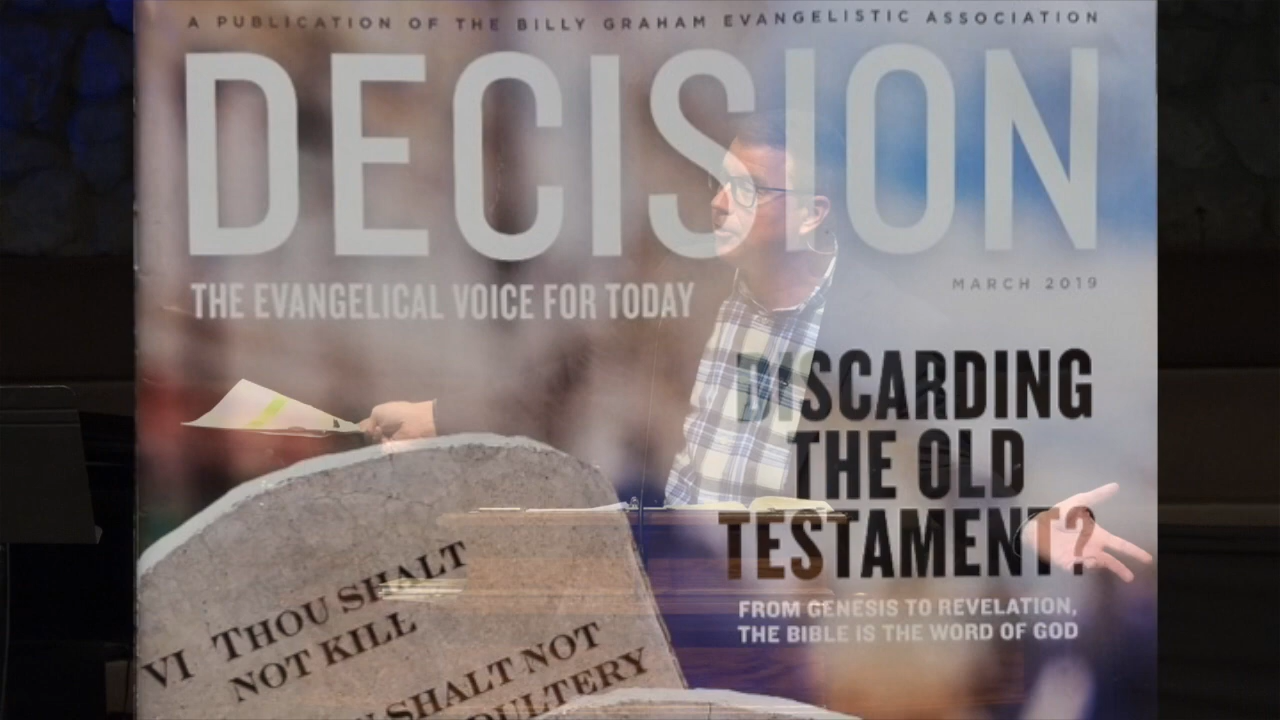 A PUBLICATION OF THE BILLY GRAHAM EVANGELISTIC ASSOCIATION
DECISION
THE EVANGELICAL VOICE FOR TODAY
MARCH 2019
DISCARDING
THE OLD
TESTAMENT?
FROM GENESIS TO REVELATION,
THE BIBLE IS THE WORD OF GOD
VI THOU SHALT
NOT KILL
SHALT NOT